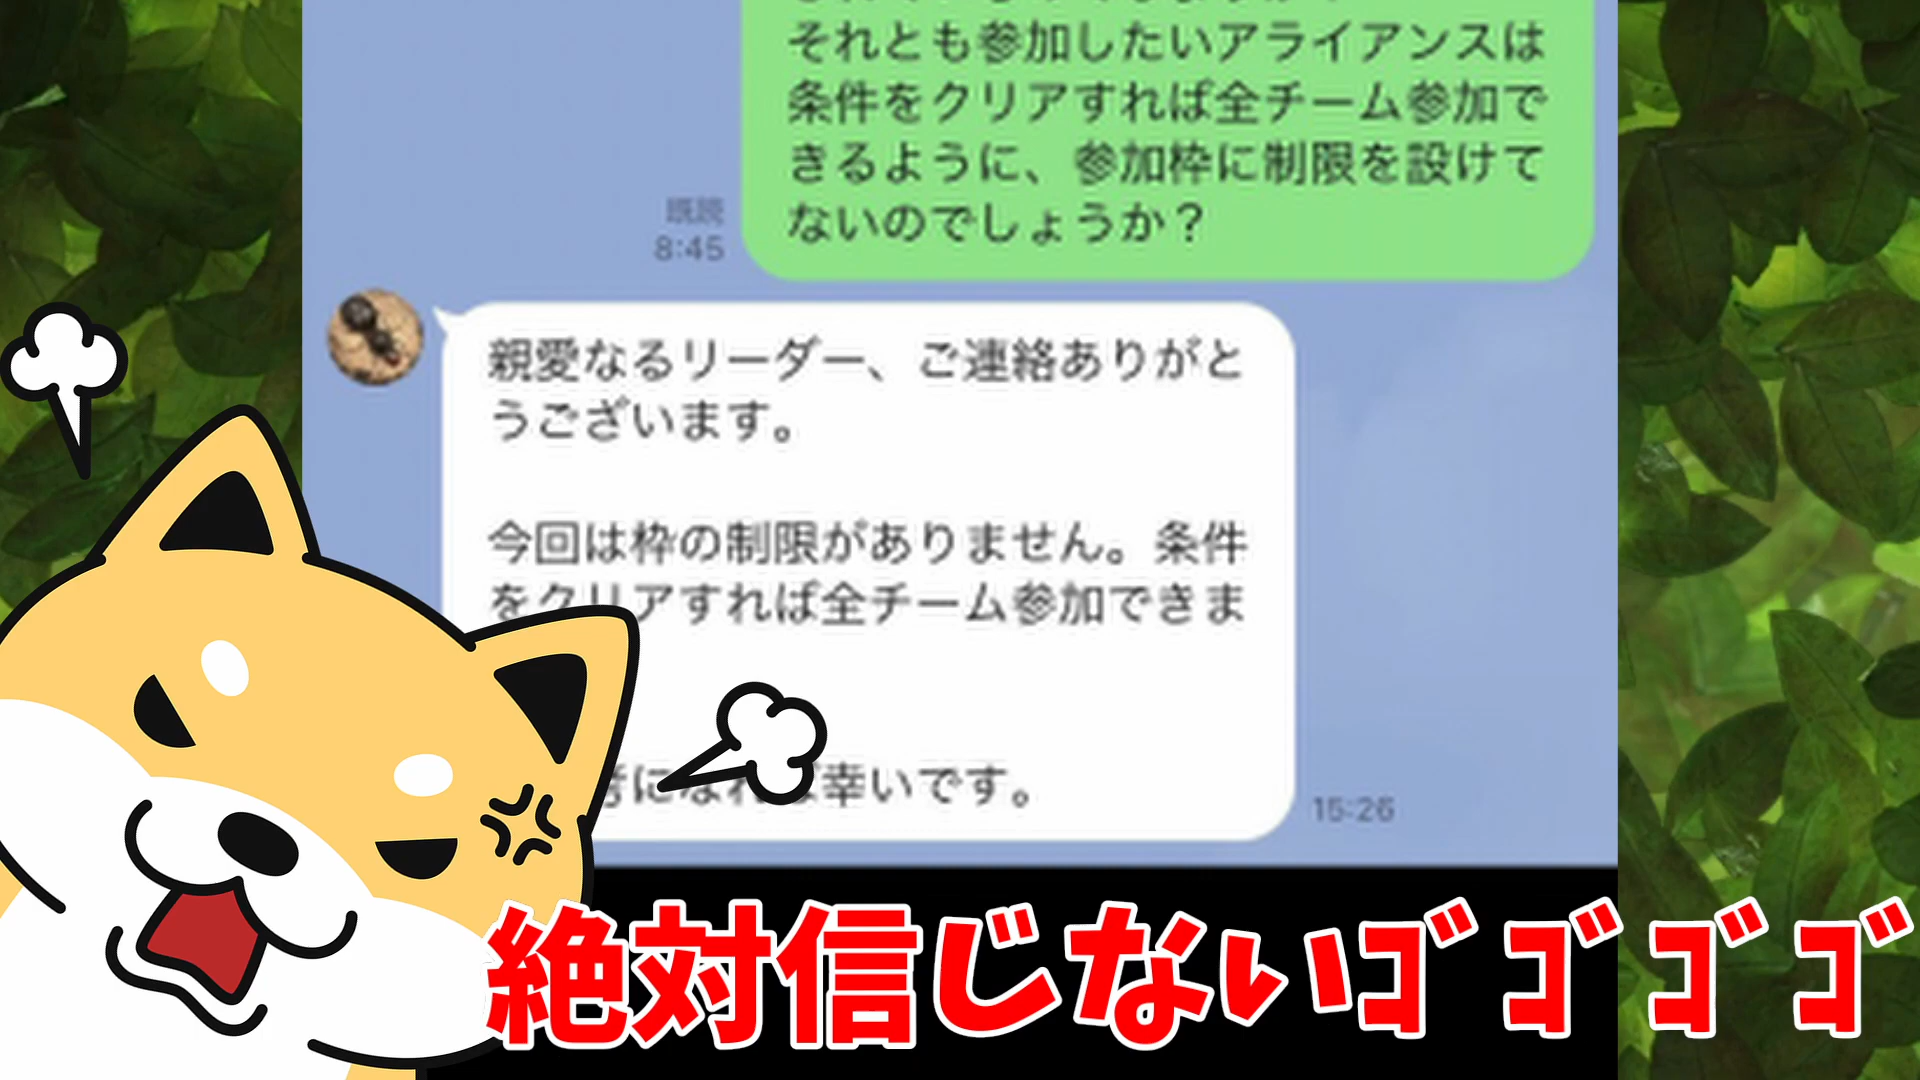 それとも参加したいアライアンスは
条件をクリアすれば全チーム参加で
きるように、参加枠に制限を設けて
ないのでしょうか？
既読
8:45
親愛なるリーダー、ご連絡ありがと
うございます。
今回は枠の制限がありません。条件
をクリアすれば全チーム参加できま
考になれば幸いです。
15:26
絶対信じないゴゴゴゴ